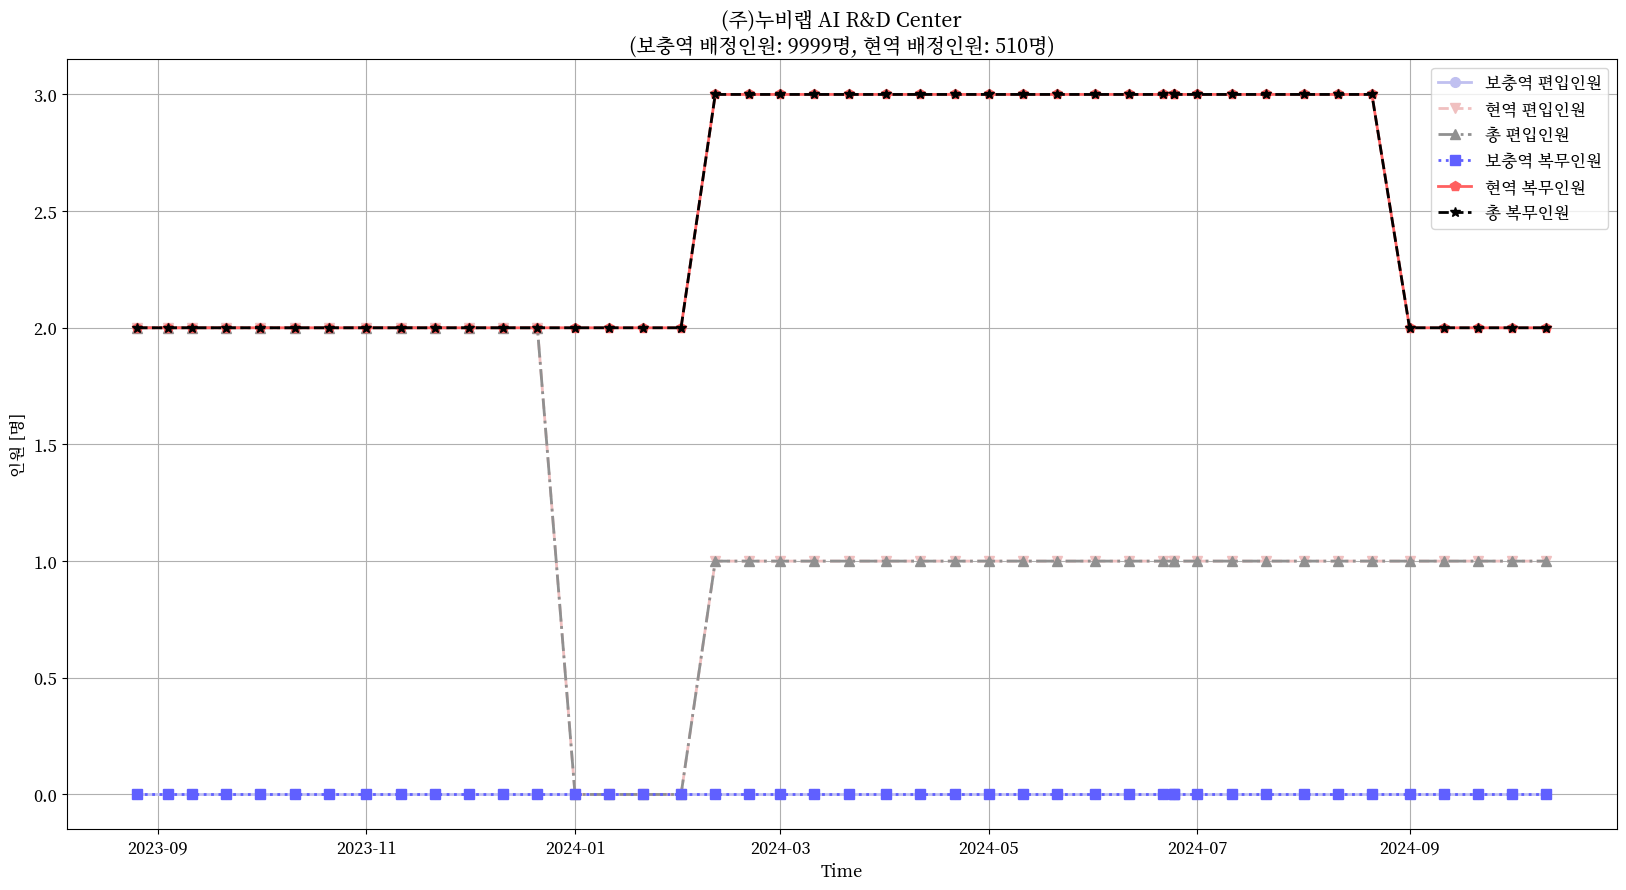 (주)누비랩 AI R&D Center
(보충역 배정인원: 9999명, 현역 배정인원: 510명)
보충역 편입인원
현역 편입인원
총 편입인원
보충역 복무인원
현역 복무인원
총 복무인원
인원 [명]
3.0
2.5
2.0
1.5
1.0
0.5
0.0
2023-09
2023-11
2024-01
2024-03
2024-05
2024-07
2024-09
Time